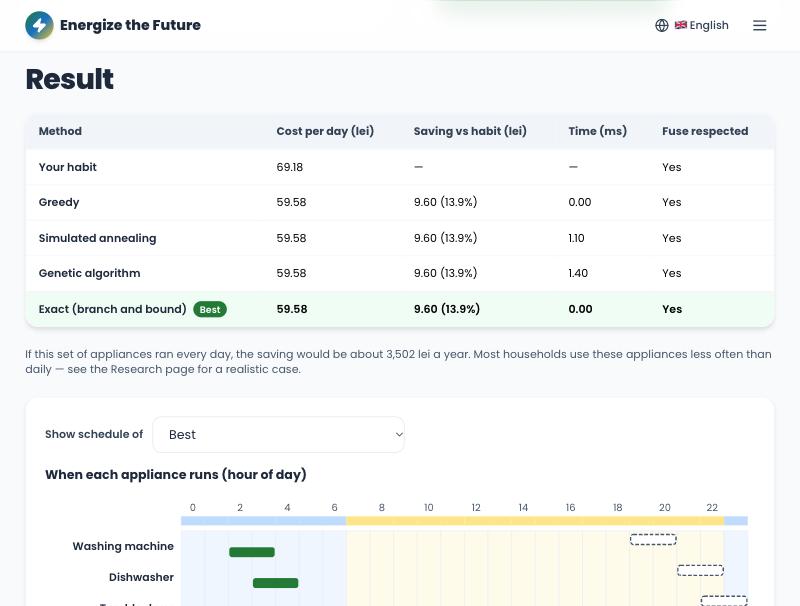 Energize the Future
English
Result
Method Cost per day (lei) Saving vs habit (lei) Time (ms) Fuse respected
Your habit 69.18 — — Yes
Greedy 59.58 9.60 (13.9%) 0.00 Yes
Simulated annealing 59.58 9.60 (13.9%) 1.10 Yes
Genetic algorithm 59.58 9.60 (13.9%) 1.40 Yes
Exact (branch and bound) Best 59.58 9.60 (13.9%) 0.00 Yes
If this set of appliances ran every day, the saving would be about 3,502 lei a year. Most households use these appliances less often than
daily — see the Research page for a realistic case.
Show schedule of Best
When each appliance runs (hour of day)
0 2 4 6 8 10 12 14 16 18 20 22
Washing machine
Dishwasher